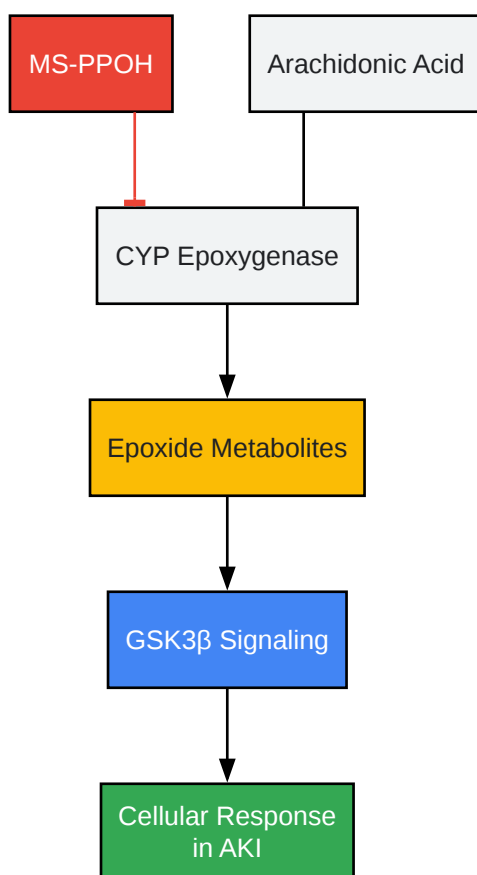 MS-PPOH
Arachidonic Acid
CYP Epoxygenase
Epoxide Metabolites
GSK3β Signaling
Cellular Response
in AKI